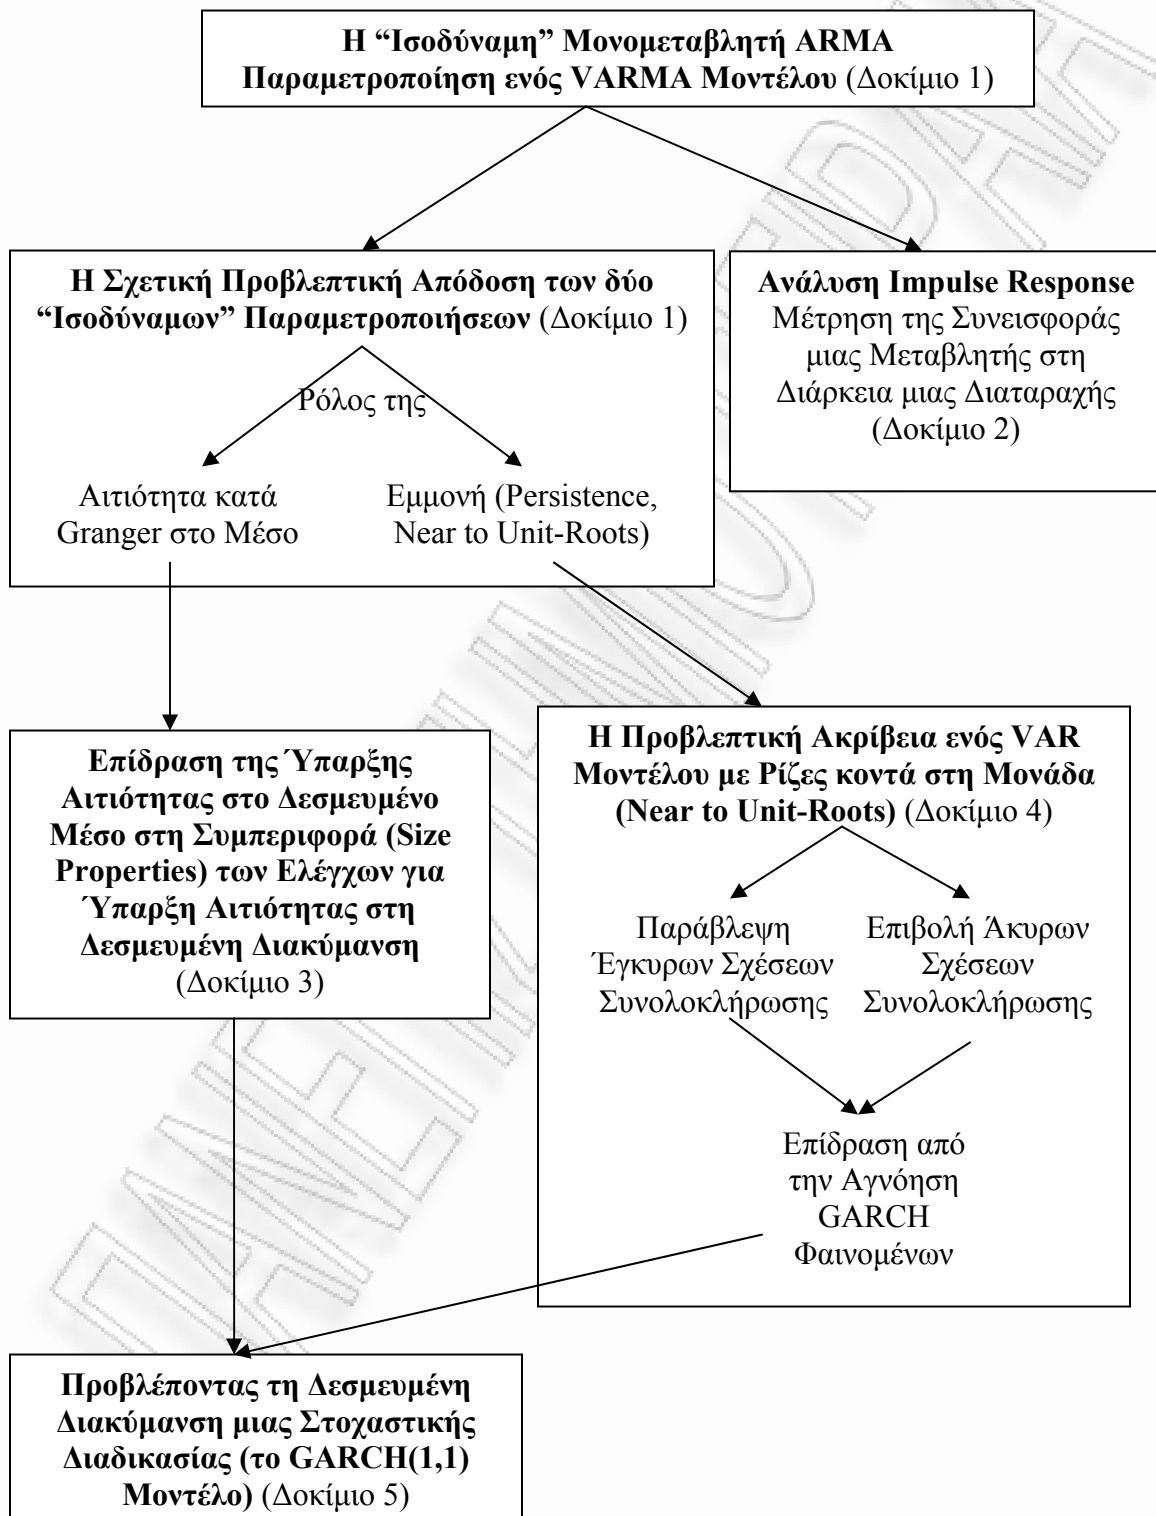 Η “Ισοδύναμη” Μονομεταβλητή ARMA
Παραμετροποίηση ενός VARMA Μοντέλου (Δοκίμιο 1)
Η Σχετική Προβλεπτική Απόδοση των δύο
“Ισοδύναμων” Παραμετροποιήσεων (Δοκίμιο 1)
Ρόλος της
Αιτιότητα κατά
Granger στο Μέσο
Εμμονή (Persistence,
Near to Unit-Roots)
Ανάλυση Impulse Response
Μέτρηση της Συνεισφοράς
μιας Μεταβλητής στη
Διάρκεια μιας Διαταραχής
(Δοκίμιο 2)
Επίδραση της Ύπαρξης
Αιτιότητας στο Δεσμευμένο
Μέσο στη Συμπεριφορά (Size
Properties) των Ελέγχων για
Ύπαρξη Αιτιότητας στη
Δεσμευμένη Διακύμανση
(Δοκίμιο 3)
Η Προβλεπτική Ακρίβεια ενός VAR
Μοντέλου με Ρίζες κοντά στη Μονάδα
(Near to Unit-Roots) (Δοκίμιο 4)
Παράβλεψη
Έγκυρων Σχέσεων
Συνολοκλήρωσης
Επιβολή Άκυρων
Σχέσεων
Συνολοκλήρωσης
Επίδραση από
την Αγνόηση
GARCH
Φαινομένων
Προβλέποντας τη Δεσμευμένη
Διακύμανση μιας Στοχαστικής
Διαδικασίας (το GARCH(1,1)
Μοντέλο) (Δοκίμιο 5)